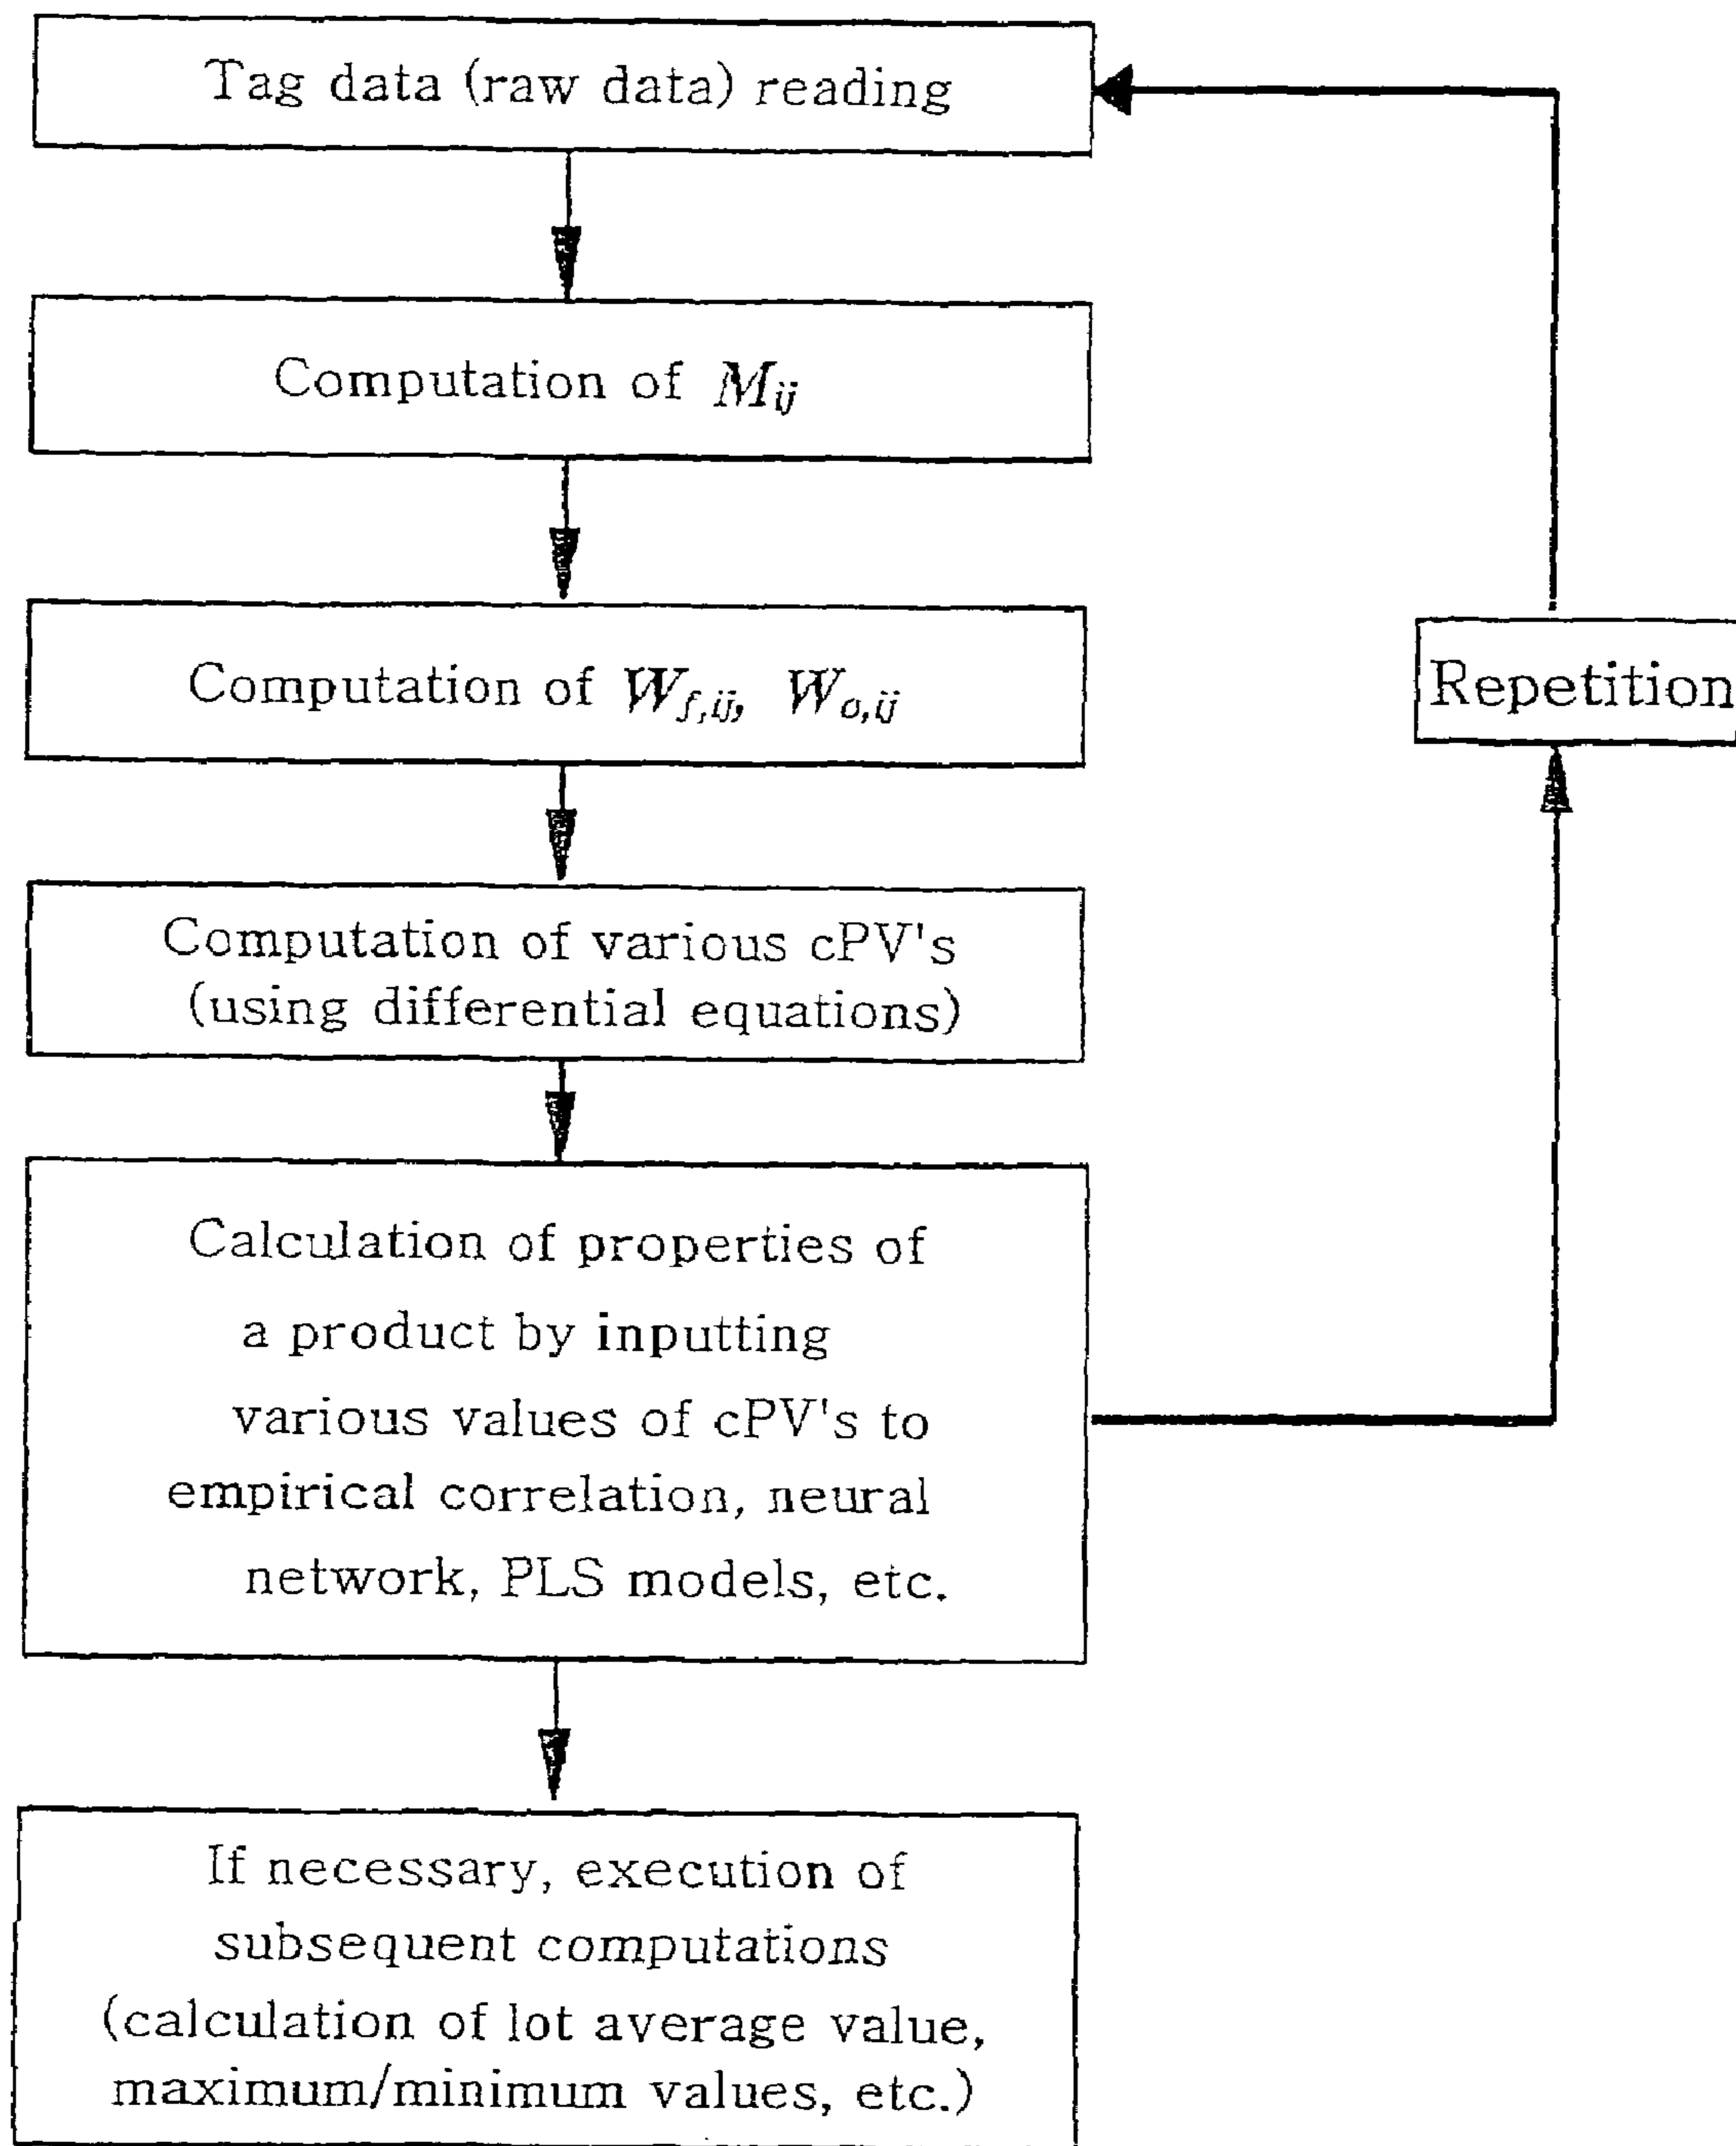 Tag data (raw data) reading
Computation of Mij
Computation of Wf,ij, Wo,ij
Repetition
Computation of various cPV's
(using differential equations)
Calculation of properties of
a product by inputting
various values of cPV's to
empirical correlation, neural
network, PLS models, etc.
If necessary, execution of
subsequent computations
(calculation of lot average value,
maximum/minimum values, etc.)